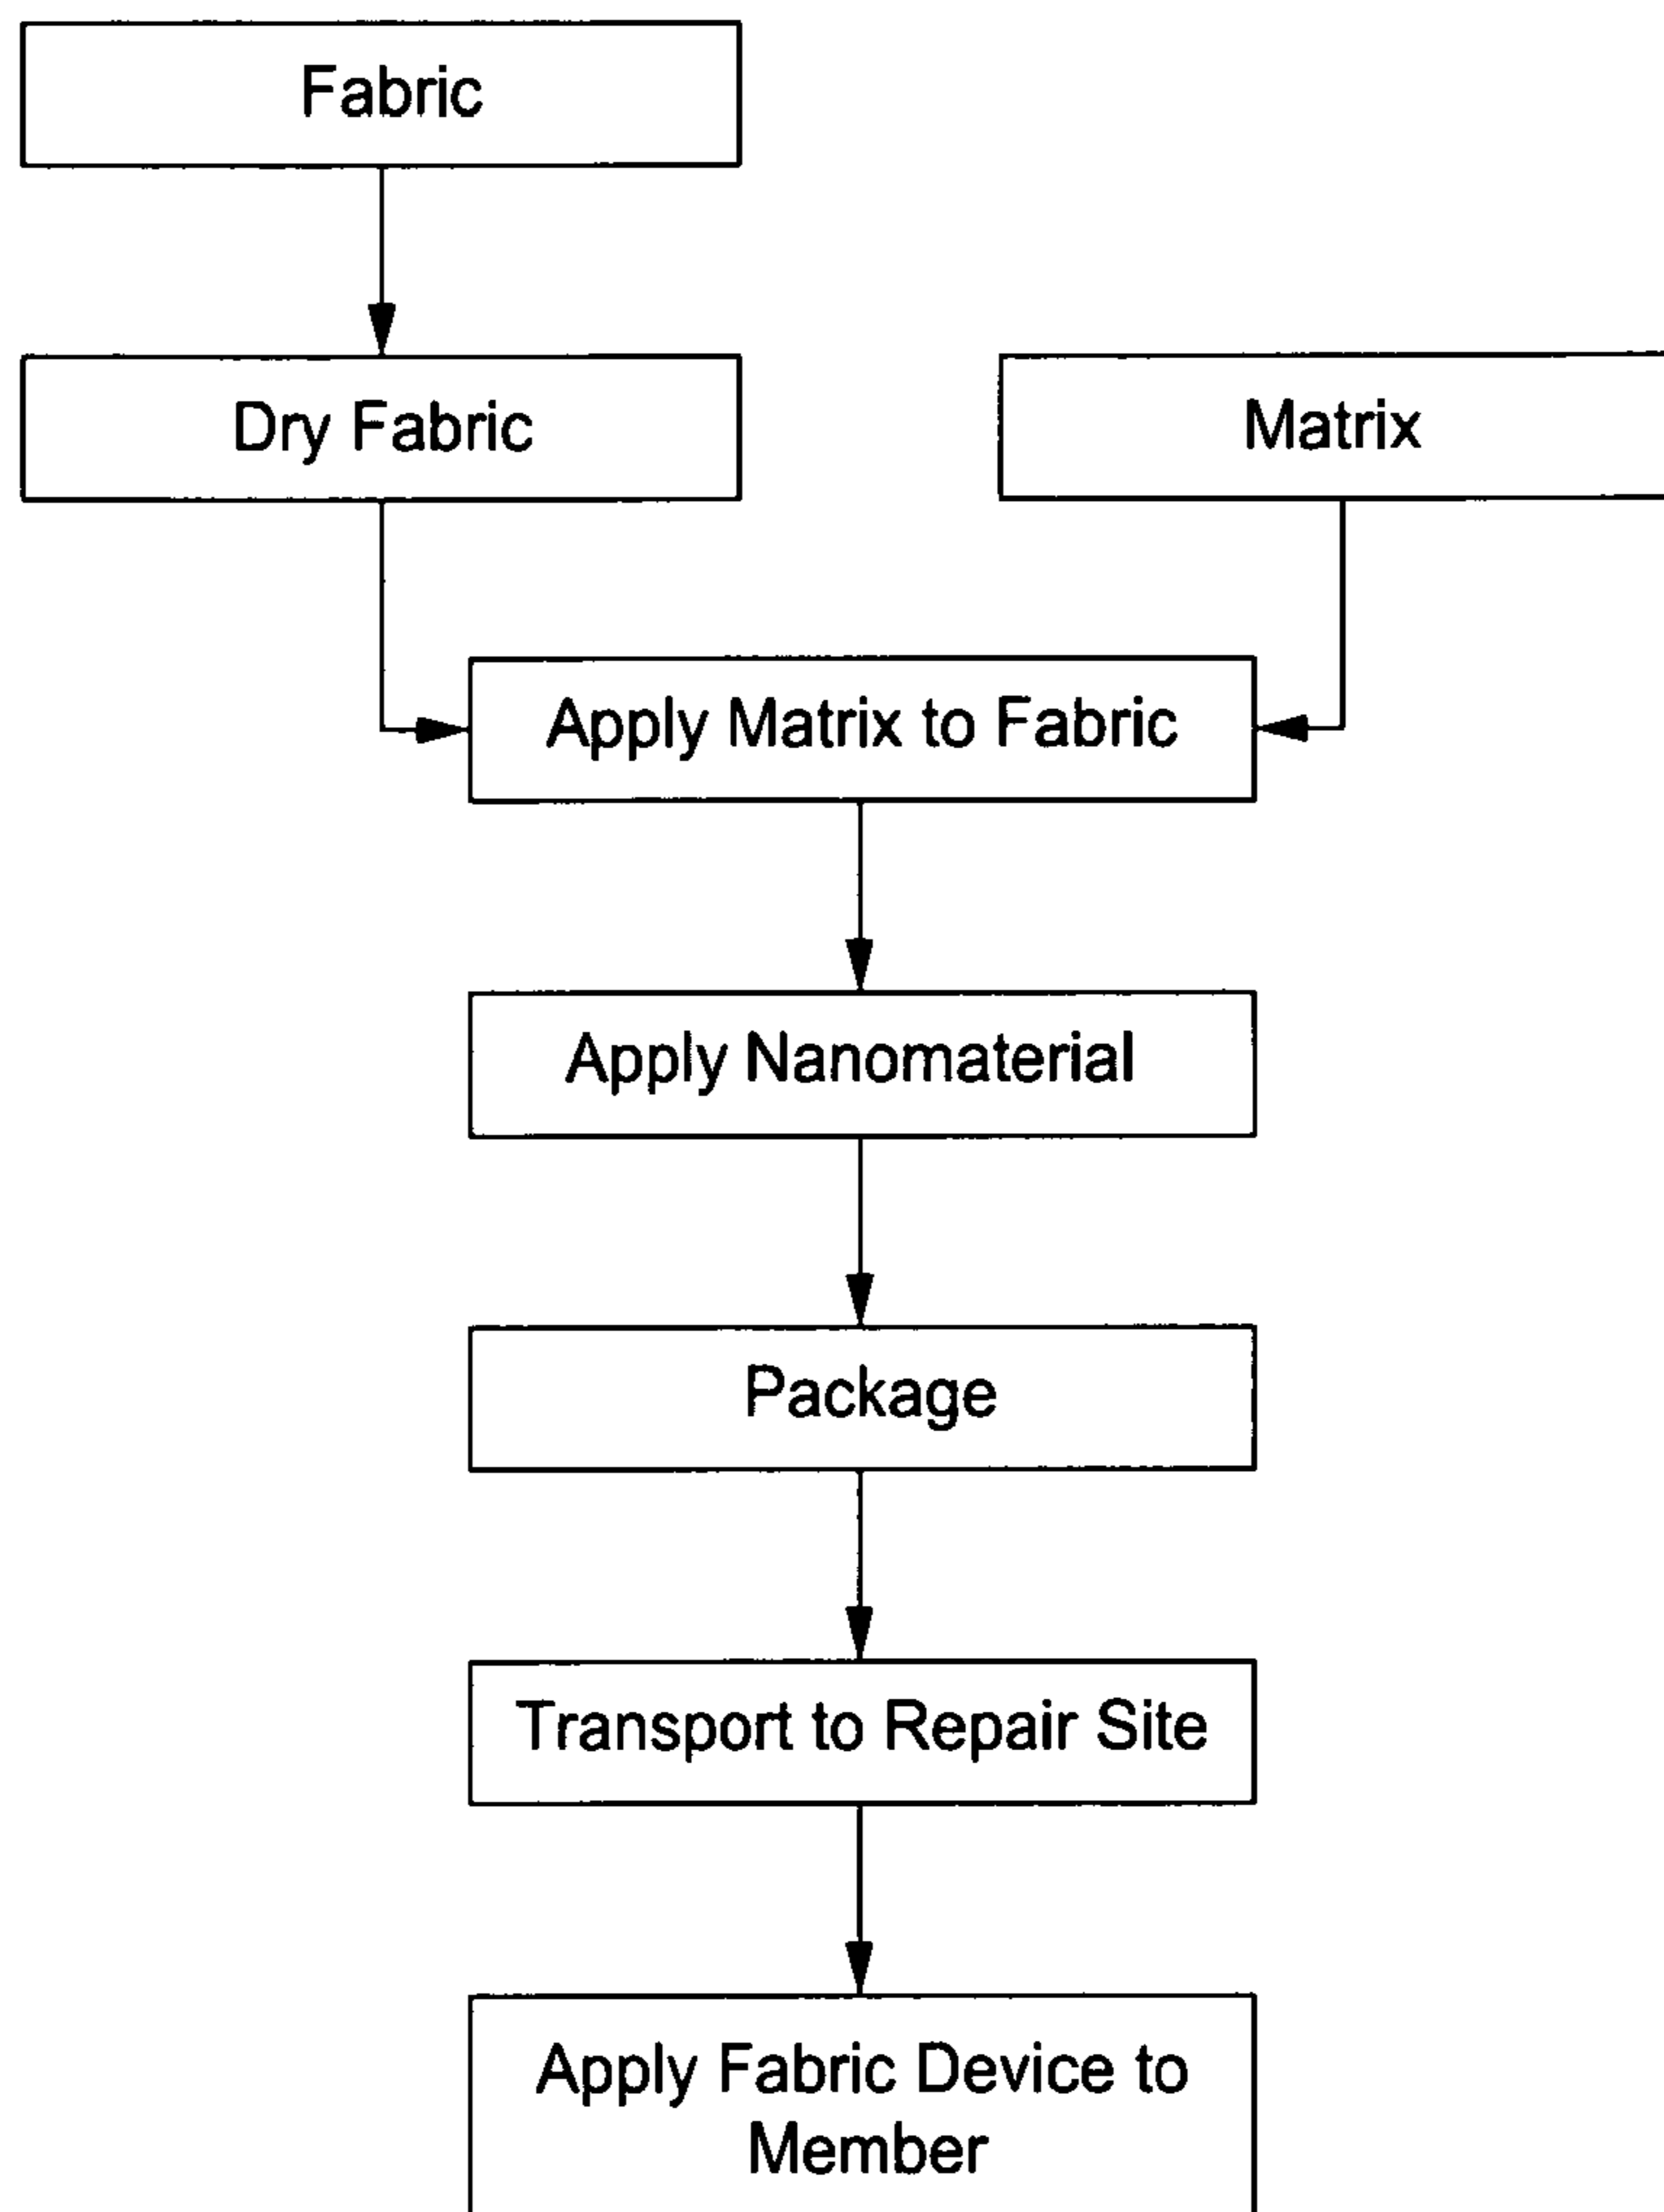 Fabric
Dry Fabric
Matrix
Apply Matrix to Fabric
Apply Nanomaterial
Package
Transport to Repair Site
Apply Fabric Device to
Member